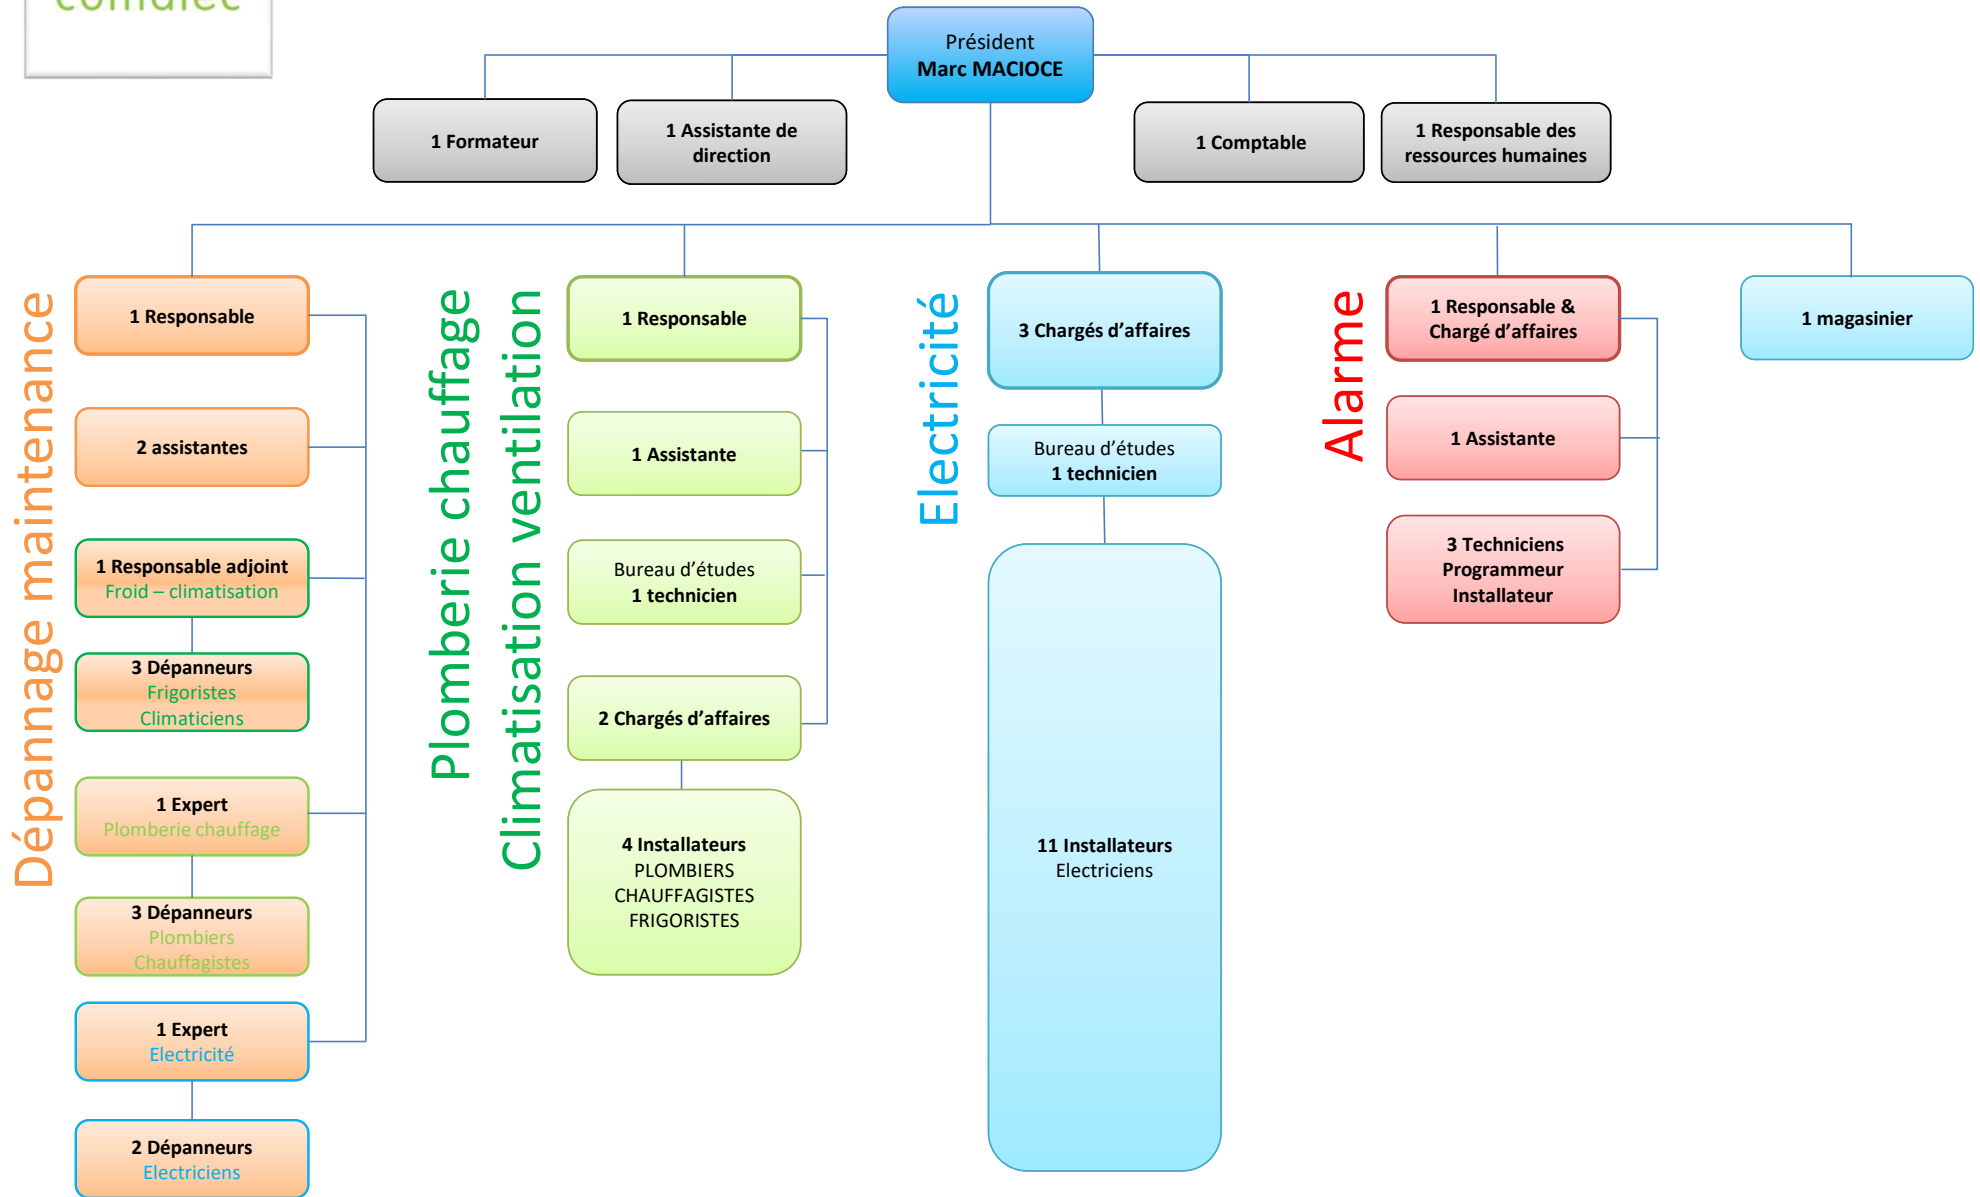 Président
Marc MACIOCE
1 Formateur
1 Assistante de
direction
1 Comptable
1 Responsable des
ressources humaines
Dépannage maintenance
1 Responsable
2 assistantes
1 Responsable adjoint
Froid – climatisation
3 Dépanneurs
Frigoristes
Climaticiens
1 Expert
Plomberie chauffage
3 Dépanneurs
Plombiers
Chauffagistes
1 Expert
Electricité
2 Dépanneurs
Electriciens
Plomberie chauffage
Climatisation ventilation
1 Responsable
1 Assistante
Bureau d’études
1 technicien
2 Chargés d’affaires
4 Installateurs
PLOMBIERS
CHAUFFAGISTES
FRIGORISTES
Electricité
3 Chargés d’affaires
Bureau d’études
1 technicien
11 Installateurs
Electriciens
Alarme
1 Responsable &
Chargé d’affaires
1 Assistante
3 Techniciens
Programmeur
Installateur
1 magasinier